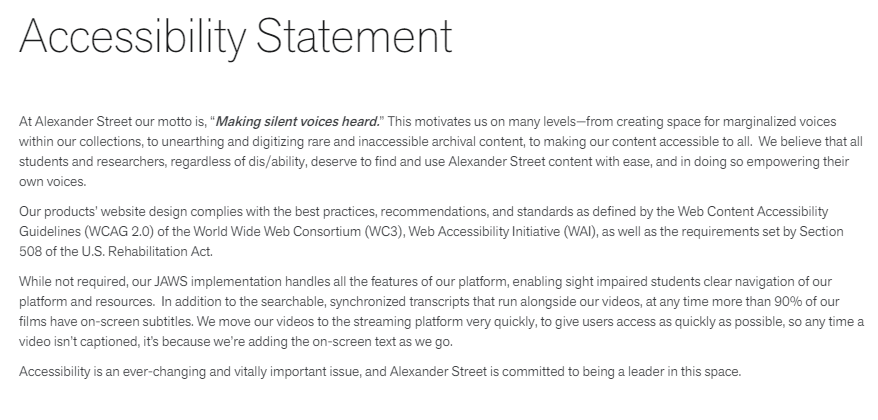 Accessibility Statement
At Alexander Street our motto is, “Making silent voices heard.” This motivates us on many levels—from creating space for marginalized voices
within our collections, to unearthing and digitizing rare and inaccessible archival content, to making our content accessible to all.  We believe that all
students and researchers, regardless of dis/ability, deserve to find and use Alexander Street content with ease, and in doing so empowering their
own voices.
Our products’ website design complies with the best practices, recommendations, and standards as defined by the Web Content Accessibility
Guidelines (WCAG 2.0) of the World Wide Web Consortium (WC3), Web Accessibility Initiative (WAI), as well as the requirements set by Section
508 of the U.S. Rehabilitation Act.
While not required, our JAWS implementation handles all the features of our platform, enabling sight impaired students clear navigation of our
platform and resources.  In addition to the searchable, synchronized transcripts that run alongside our videos, at any time more than 90% of our
films have on-screen subtitles. We move our videos to the streaming platform very quickly, to give users access as quickly as possible, so any time a
video isn’t captioned, it’s because we’re adding the on-screen text as we go.
Accessibility is an ever-changing and vitally important issue, and Alexander Street is committed to being a leader in this space.